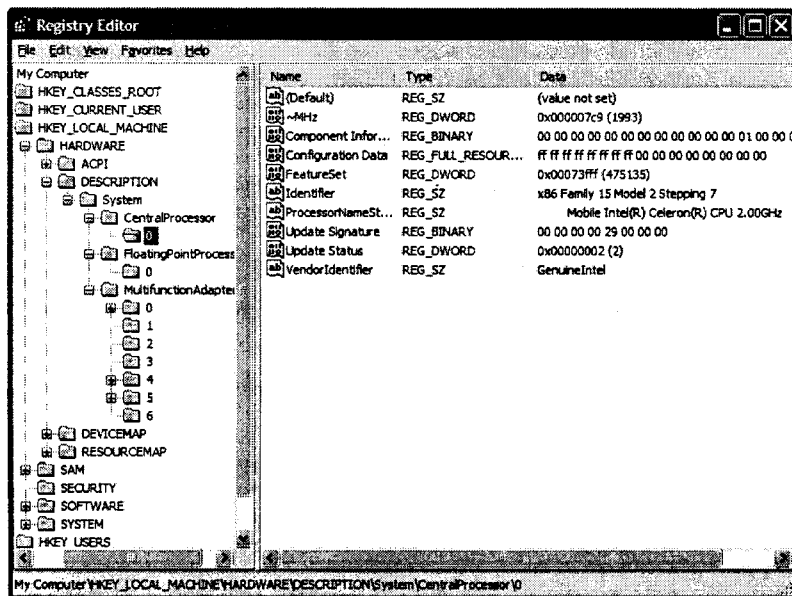 Registry Editor
File Edit View Favorites Help
My Computer
HKEY_CLASSES_ROOT
HKEY_CURRENT_USER
HKEY_LOCAL_MACHINE
HARDWARE
ACPI
DESCRIPTION
System
CentralProcessor
0
FloatingPointProcess
0
MultifunctionAdapter
0
1
2
3
4
5
6
DEVICEMAP
RESOURCEMAP
SAM
SECURITY
SOFTWARE
SYSTEM
HKEY_USERS
Name Type Data
(Default) REG_SZ (value not set)
~MHz REG_DWORD 0x000007c9 (1993)
Component Infor... REG_BINARY 00 00 00 00 00 00 00 00 00 00 00 00 01 00 00 0
Configuration Data REG_FULL_RESOUR... ff ff ff ff ff ff ff ff 00 00 00 00 00 00 00 00
FeatureSet REG_DWORD 0x00073fff (475135)
Identifier REG_SZ x86 Family 15 Model 2 Stepping 7
ProcessorNameSt... REG_SZ Mobile Intel(R) Celeron(R) CPU 2.00GHz
Update Signature REG_BINARY 00 00 00 00 29 00 00 00
Update Status REG_DWORD 0x00000002 (2)
VendorIdentifier REG_SZ GenuineIntel
My Computer\HKEY_LOCAL_MACHINE\HARDWARE\DESCRIPTION\System\CentralProcessor\0